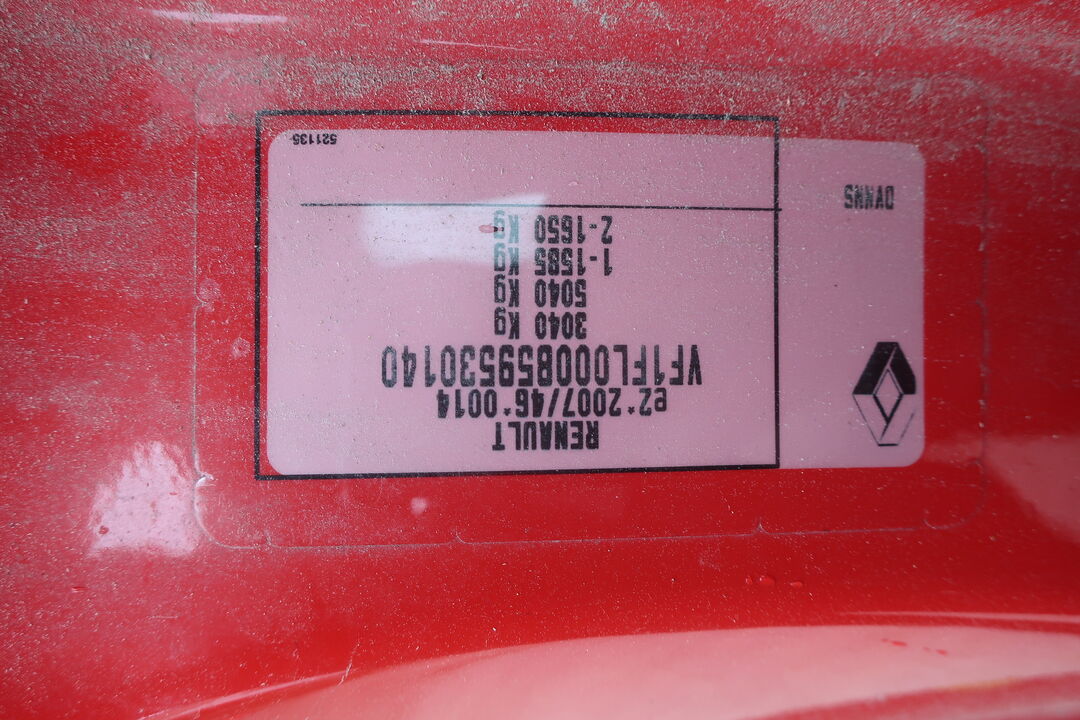 RENAULT
e2*2007/46*0014
VF1FL000859530140
3040 Kg
5040 Kg
1-1585 Kg
2-1650 Kg
521135